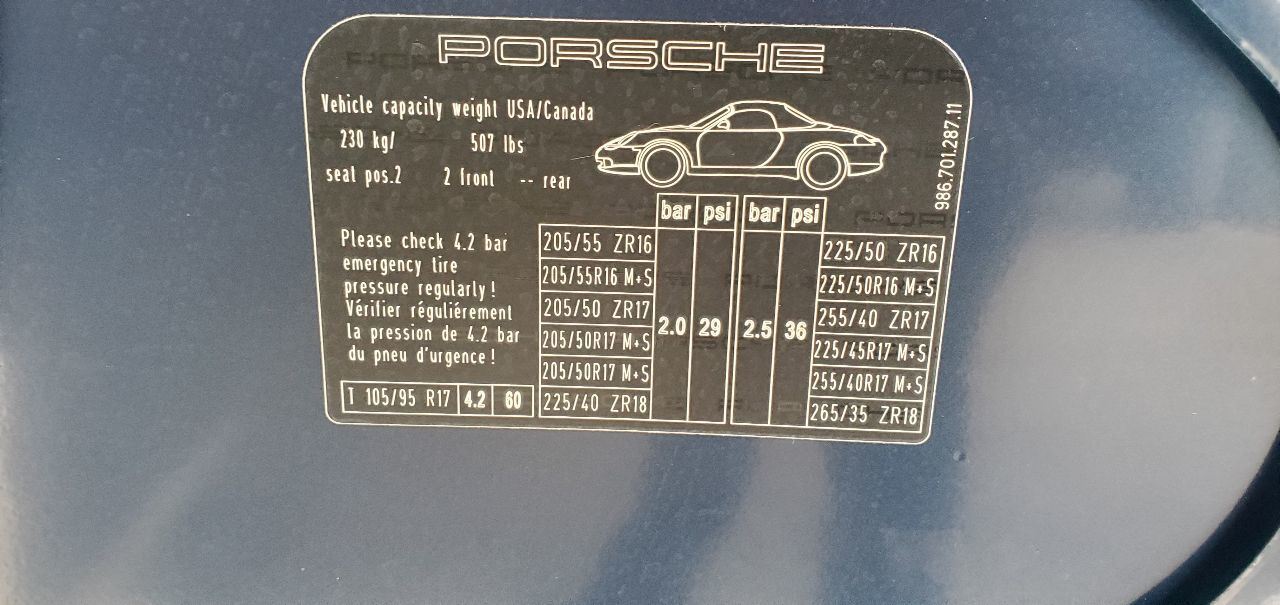 PORSCHE
Vehicle capacity weight USA/Canada
230 kg/ 507 lbs
seat pos.2 2 front -- rear
986.701.287.11
Please check 4.2 bar
emergency tire
pressure regularly!
Vérifier réguliérement
la pression de 4.2 bar
du pneu d'urgence!
T 105/95 R17 4.2 60
bar psi bar psi
205/55 ZR16 225/50 ZR16
205/55R16 M+S 225/50R16 M+S
205/50 ZR17 255/40 ZR17
2.0 29 2.5 36
205/50R17 M+S 225/45R17 M+S
205/50R17 M+S 255/40R17 M+S
225/40 ZR18 265/35 ZR18